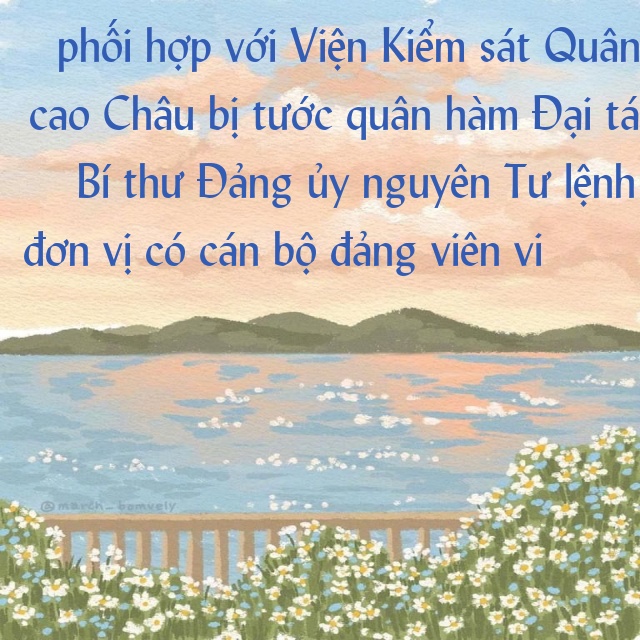 phối hợp với Viện Kiểm sát Quân
cao Châu bị tước quân hàm Đại tá
Bí thư Đảng ủy nguyên Tư lệnh
đơn vị có cán bộ đảng viên vi
@march_bomvely